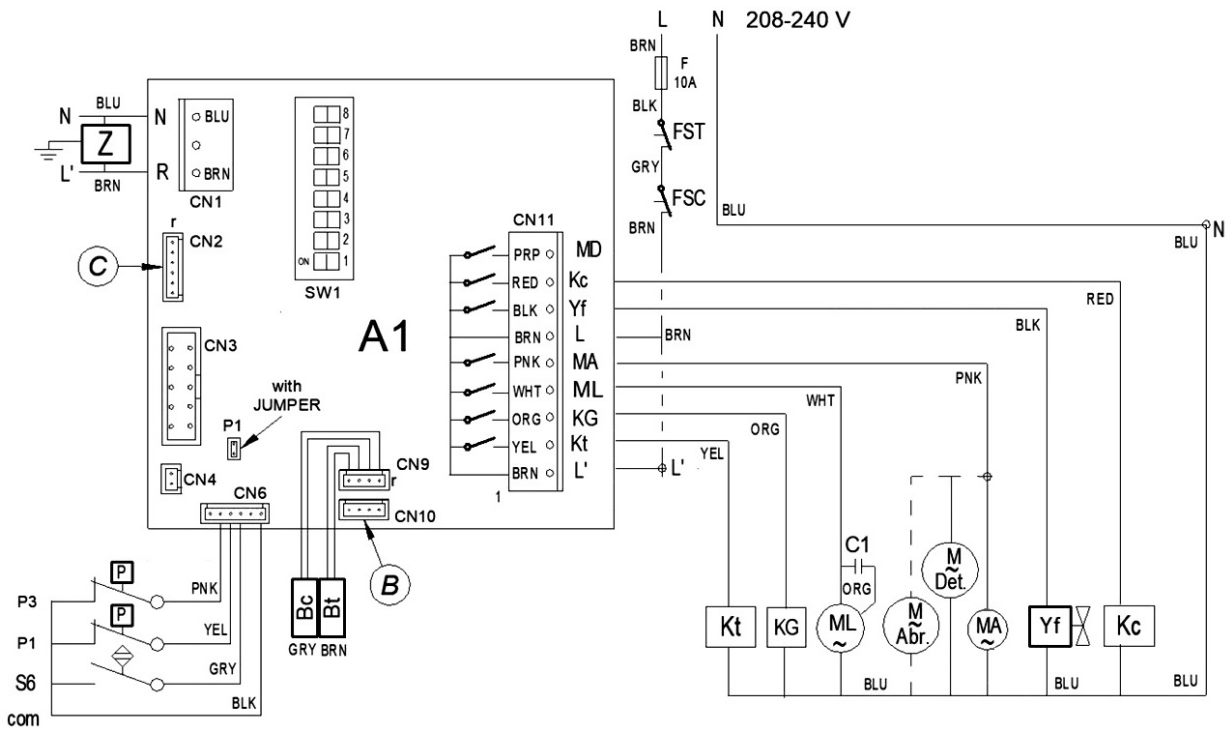 L N 208-240 V
BRN
F
10A
BLK
FST
GRY
FSC
BRN
BLU
BLU
N
N
BLU
N
BLU
Z
L'
BRN
R
BRN
CN1
8
7
6
5
4
3
2
ON
1
SW1
r
CN2
C
CN3
A1
with
JUMPER
P1
CN4
CN6
CN9
r
CN10
B
CN11
PRP
MD
RED
Kc
BLK
Yf
BRN
L
BRN
PNK
MA
WHT
ML
ORG
KG
YEL
Kt
BRN
L'
L'
1
RED
BLK
PNK
WHT
ORG
YEL
C1
ORG
M
~
Det.
Kt
KG
ML
~
M
~
Abr.
MA
~
Yf
Kc
BLU
BLU
BLU
P
P3
PNK
P
P1
YEL
S6
GRY
com
BLK
Bc
Bt
GRY BRN